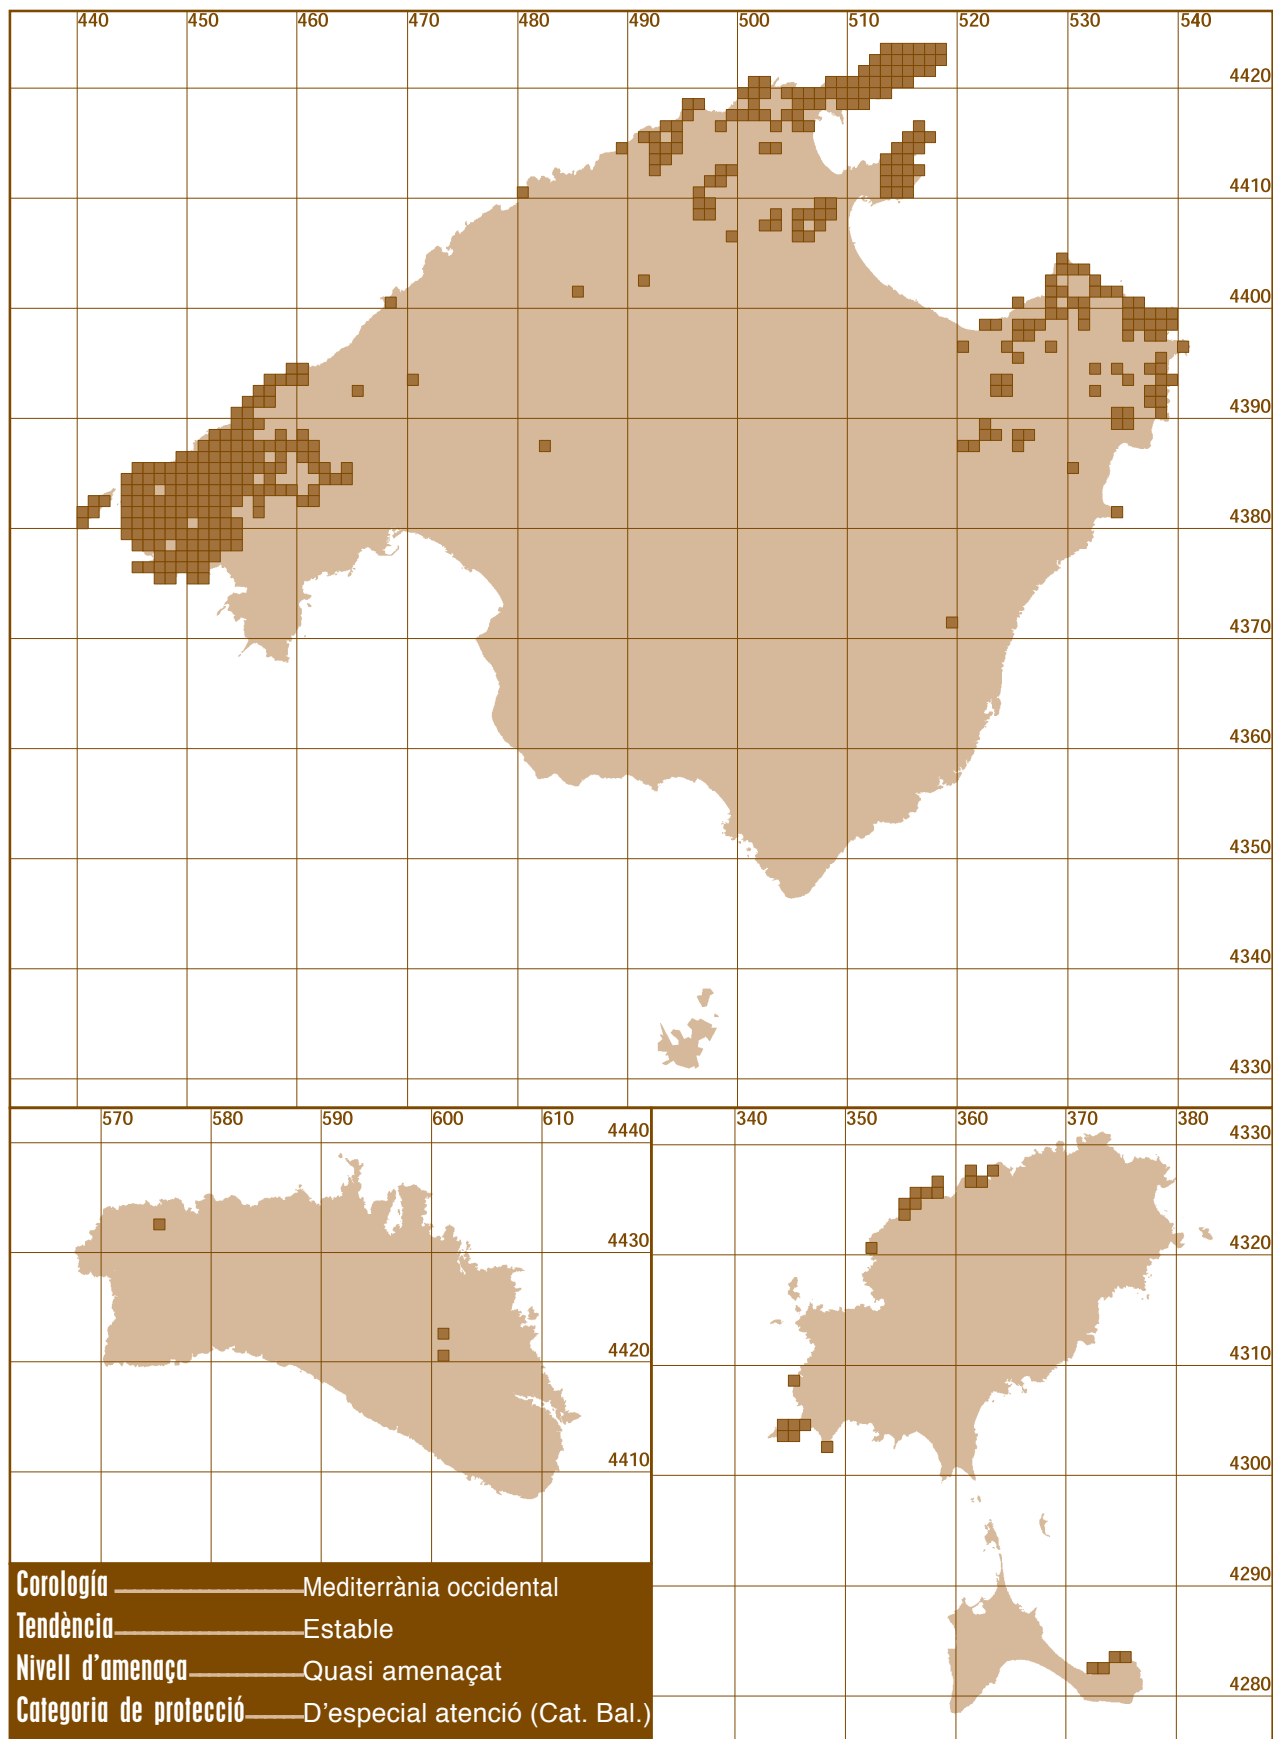 440 450 460 470 480 490 500 510 520 530 540
4420
4410
4400
4390
4380
4370
4360
4350
4340
4330
570 580 590 600 610
4440
4430
4420
4410
340 350 360 370 380
4330
4320
4310
4300
4290
4280
Corología Mediterrània occidental
Tendència Estable
Nivell d'amenaça Quasi amenaçat
Categoria de protecció D'especial atenció (Cat. Bal.)